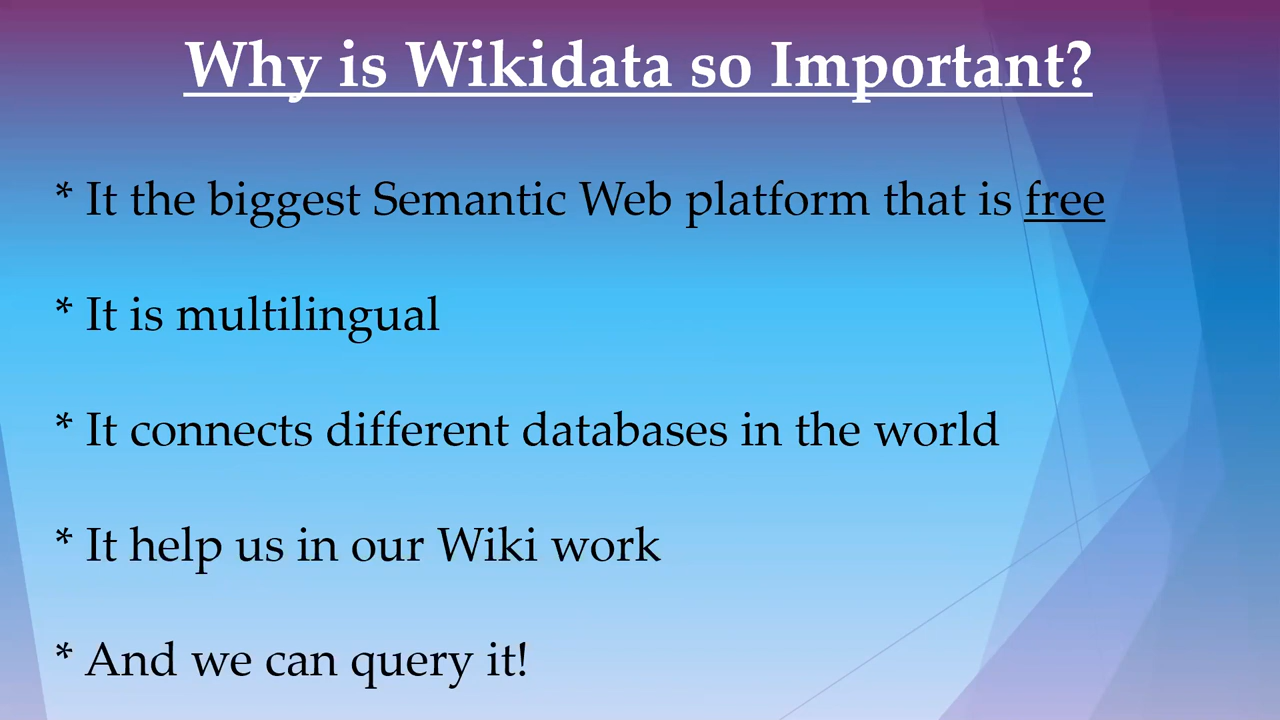 Why is Wikidata so Important?
* It the biggest Semantic Web platform that is free
* It is multilingual
* It connects different databases in the world
* It help us in our Wiki work
* And we can query it!